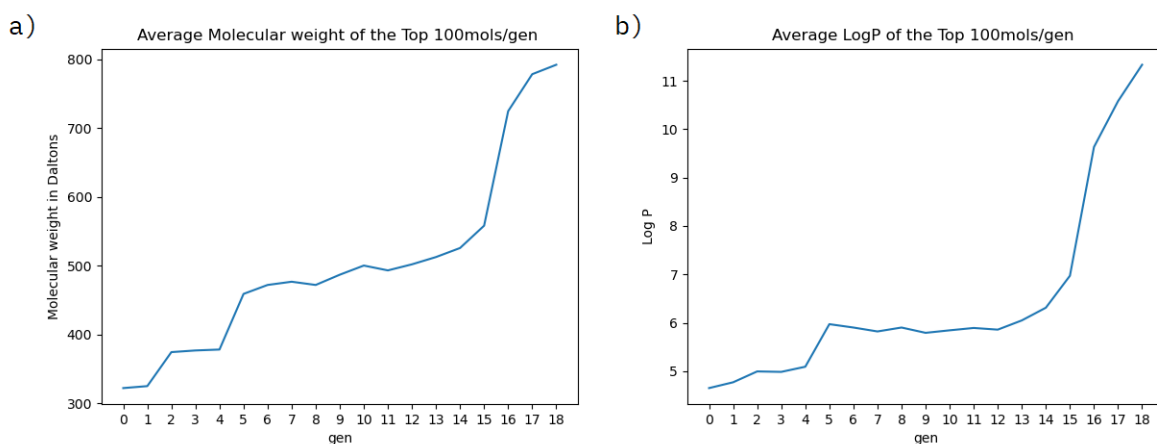 a)
Average Molecular weight of the Top 100mols/gen
Molecular weight in Daltons
800
700
600
500
400
300
0 1 2 3 4 5 6 7 8 9 10 11 12 13 14 15 16 17 18
gen
b)
Average LogP of the Top 100mols/gen
Log P
11
10
9
8
7
6
5
0 1 2 3 4 5 6 7 8 9 10 11 12 13 14 15 16 17 18
gen